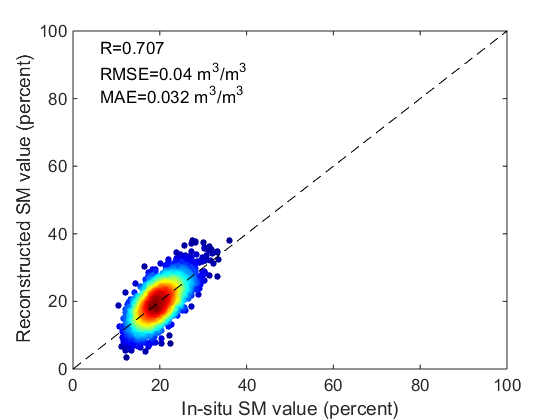 R=0.707
RMSE=0.04 m³/m³
MAE=0.032 m³/m³
100
80
60
40
20
0
0 20 40 60 80 100
Reconstructed SM value (percent)
In-situ SM value (percent)